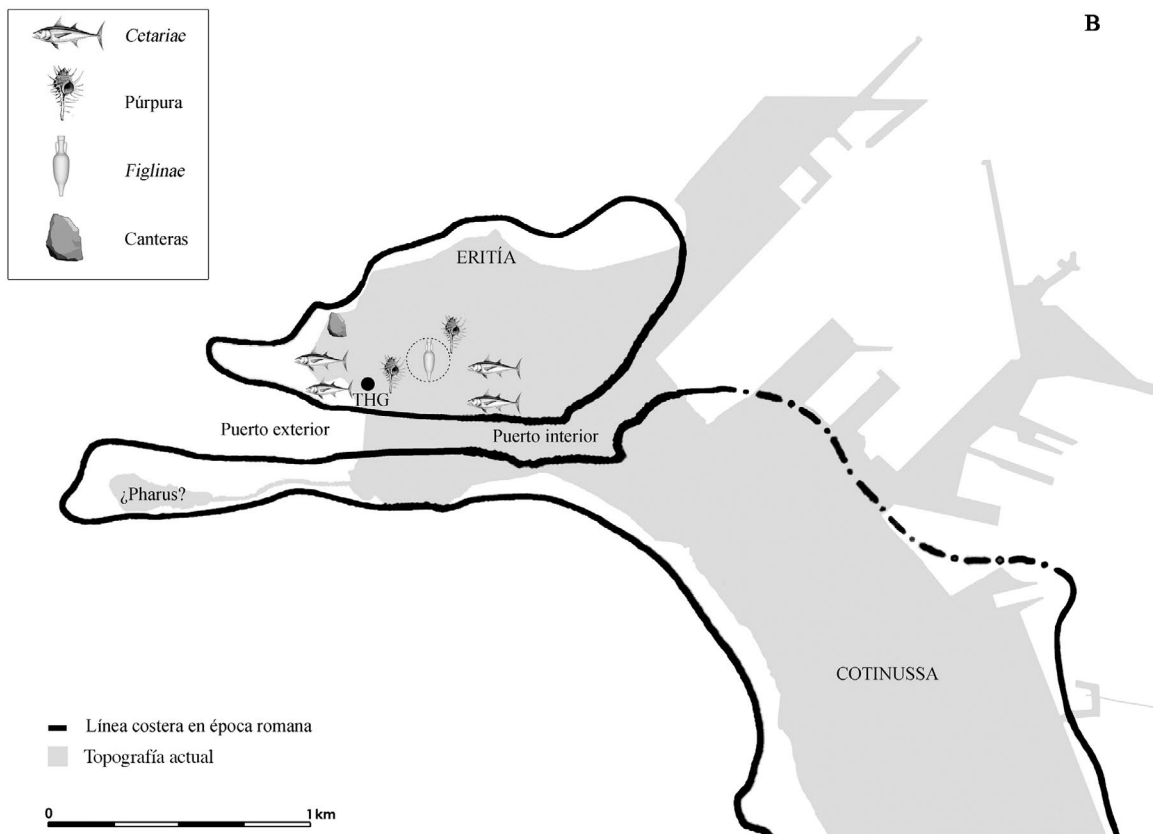 B
Cetariae
Púrpura
Figlinae
Canteras
ERITÍA
THG
Puerto exterior
Puerto interior
¿Pharus?
COTINUSSA
Línea costera en época romana
Topografía actual
0
1 km